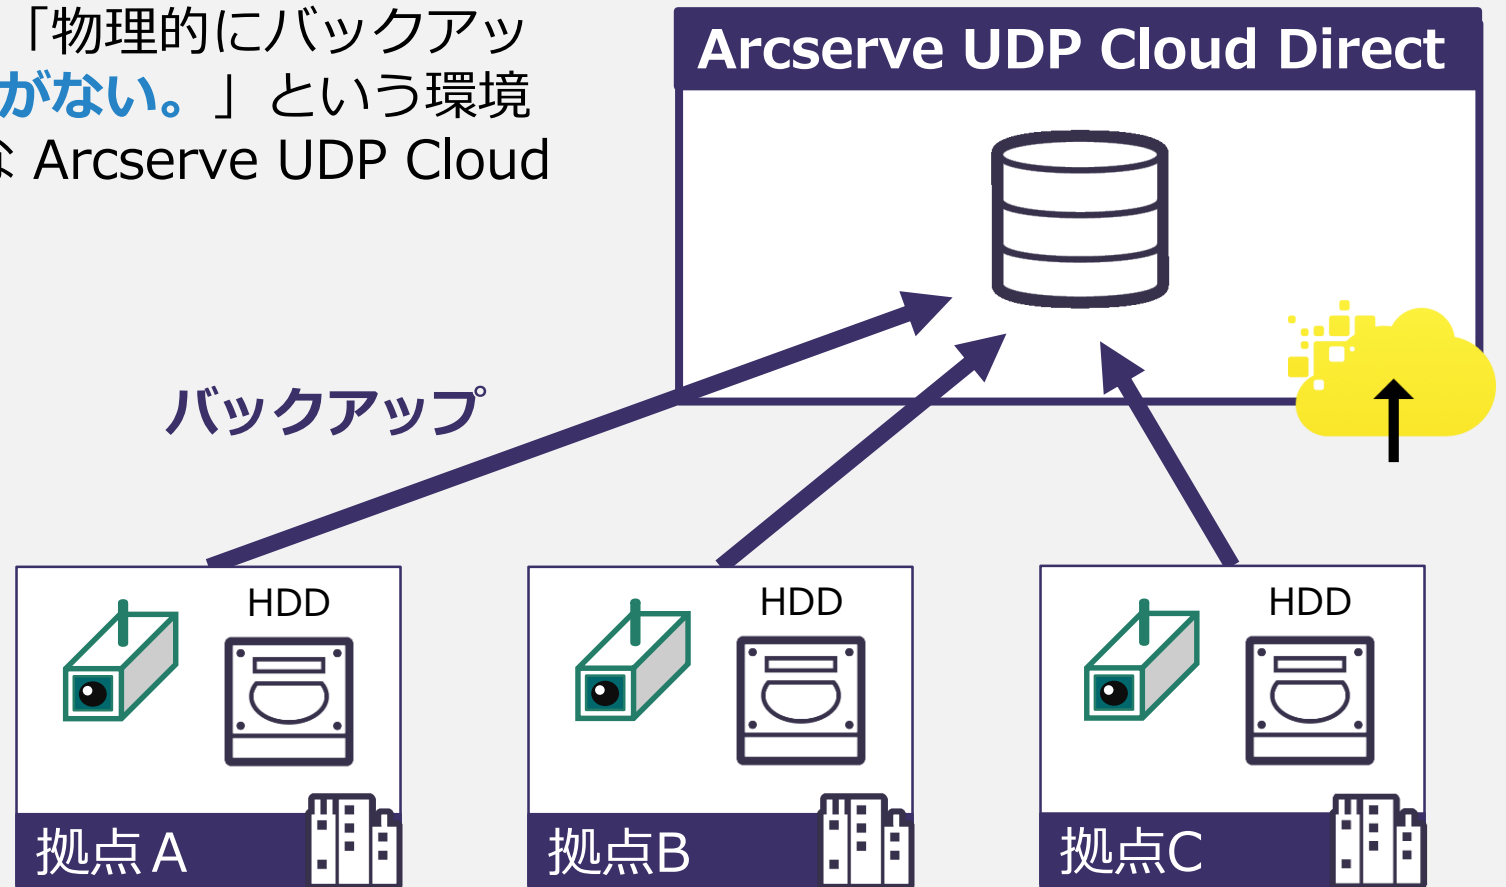 「物理的にバックアッ
がない。」という環境
な Arcserve UDP Cloud
Arcserve UDP Cloud Direct
バックアップ
HDD
HDD
HDD
拠点A
拠点B
拠点C